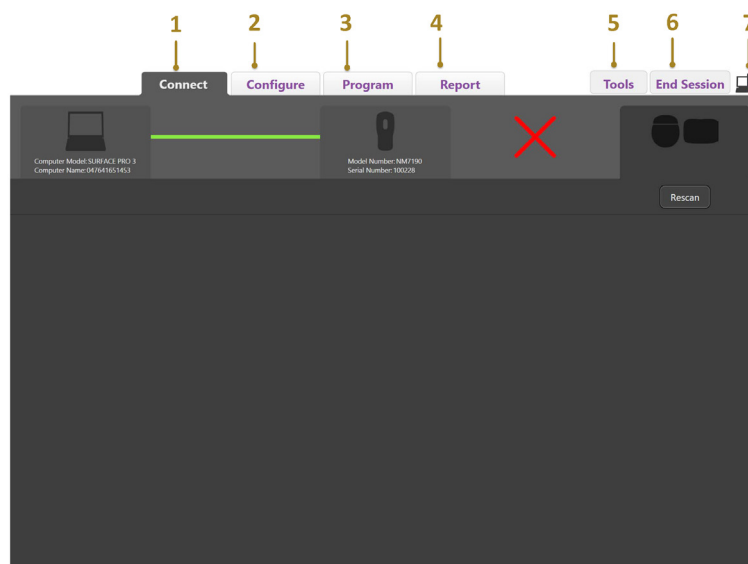 1 2 3 4 5 6 7
Connect Configure Program Report Tools End Session
Computer Model: SURFACE PRO 3
Computer Name: 047641651453
Model Number: NM7190
Serial Number: 100228
Rescan